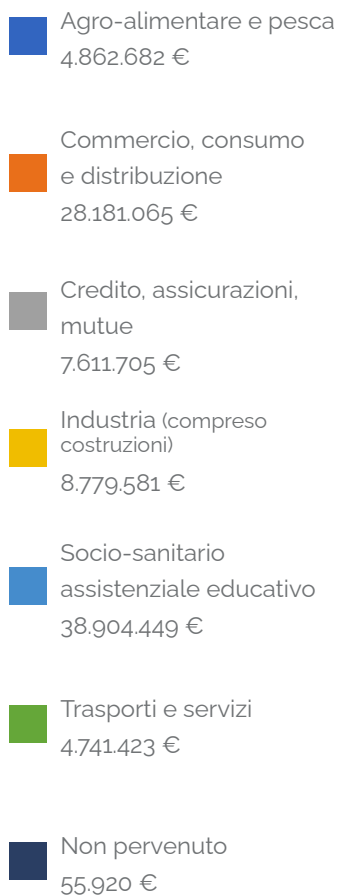 Agro-alimentare e pesca
4.862.682 €
Commercio, consumo
e distribuzione
28.181.065 €
Credito, assicurazioni,
mutue
7.611.705 €
Industria (compreso
costruzioni)
8.779.581 €
Socio-sanitario
assistenziale educativo
38.904.449 €
Trasporti e servizi
4.741.423 €
Non pervenuto
55.920 €